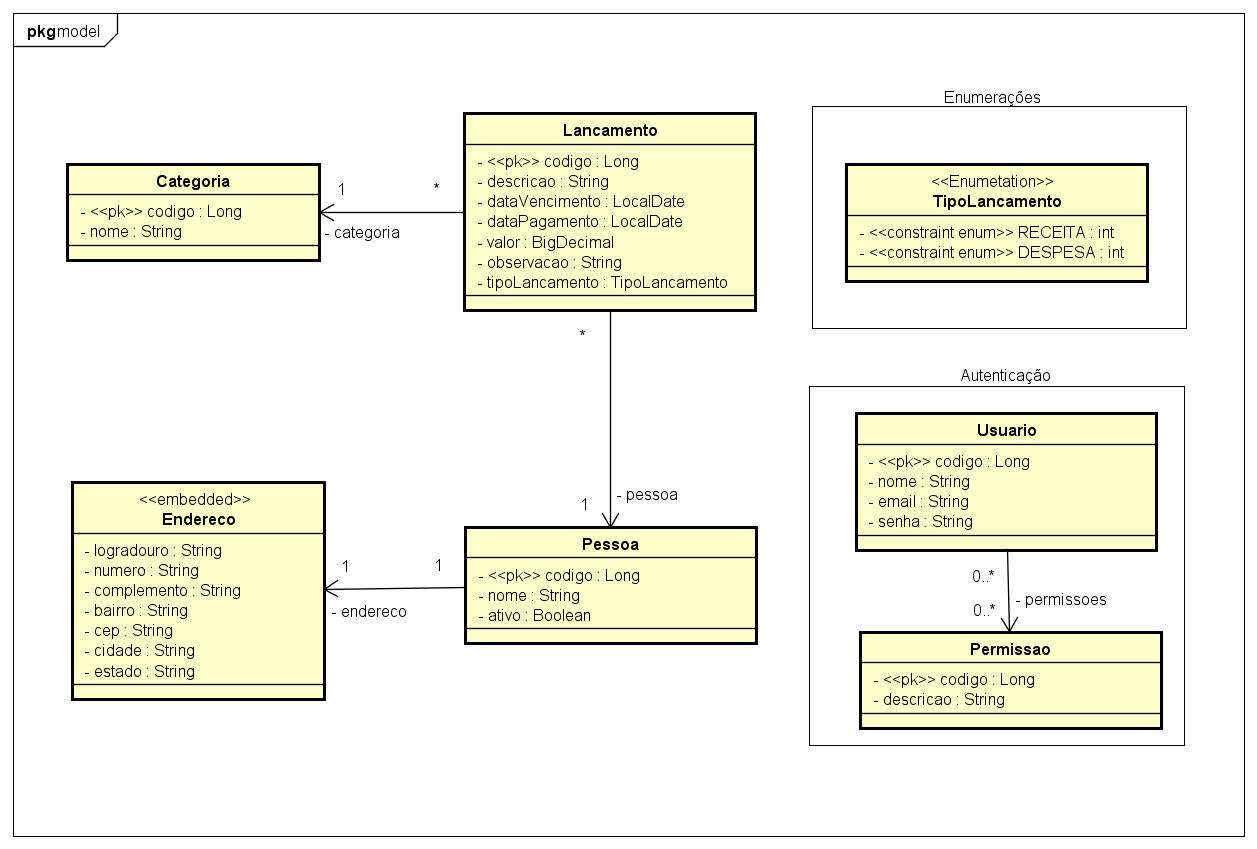 pkg model
Categoria
- <<pk>> codigo : Long
- nome : String
1
*
- categoria
Lancamento
- <<pk>> codigo : Long
- descricao : String
- dataVencimento : LocalDate
- dataPagamento : LocalDate
- valor : BigDecimal
- observacao : String
- tipoLancamento : TipoLancamento
Enumerações
<<Enumetation>>
TipoLancamento
- <<constraint enum>> RECEITA : int
- <<constraint enum>> DESPESA : int
*
1
- pessoa
<<embedded>>
Endereco
- logradouro : String
- numero : String
- complemento : String
- bairro : String
- cep : String
- cidade : String
- estado : String
1
1
- endereco
Pessoa
- <<pk>> codigo : Long
- nome : String
- ativo : Boolean
Autenticação
Usuario
- <<pk>> codigo : Long
- nome : String
- email : String
- senha : String
0..*
- permissoes
0..*
Permissao
- <<pk>> codigo : Long
- descricao : String